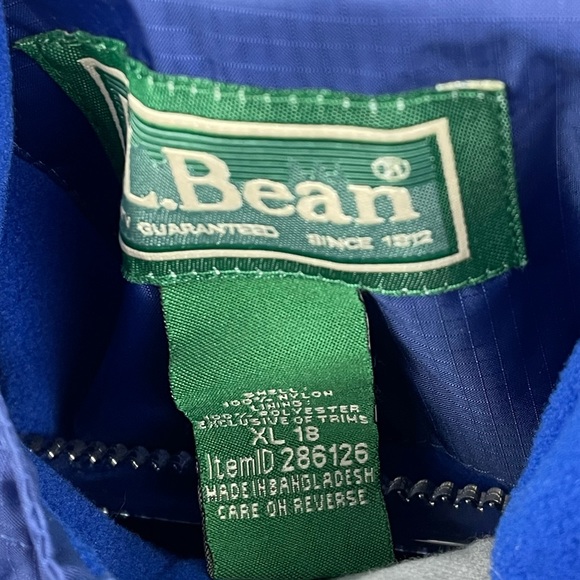 L.Bean
GUARANTEED SINCE 1912
SHELL:
100% NYLON
LINING:
100% POLYESTER
EXCLUSIVE OF TRIMS
XL 18
ItemID 286126
MADE IN BANGLADESH
CARE ON REVERSE